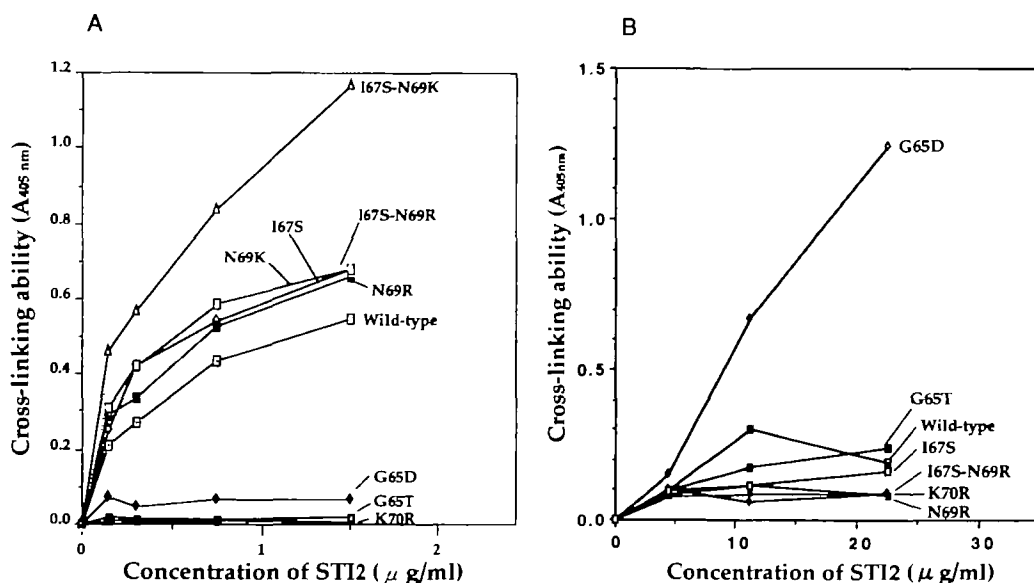 A
Cross-linking ability (A405 nm)
1.2
1.0
0.8
0.6
0.4
0.2
0.0
0
1
2
Concentration of STI2 ( μ g/ml)
I67S-N69K
I67S-N69R
I67S
N69K
N69R
Wild-type
G65D
G65T
K70R
B
Cross-linking ability (A405nm)
1.5
1.0
0.5
0.0
0
10
20
30
Concentration of STI2 ( μ g/ml)
G65D
G65T
Wild-type
I67S
I67S-N69R
K70R
N69R